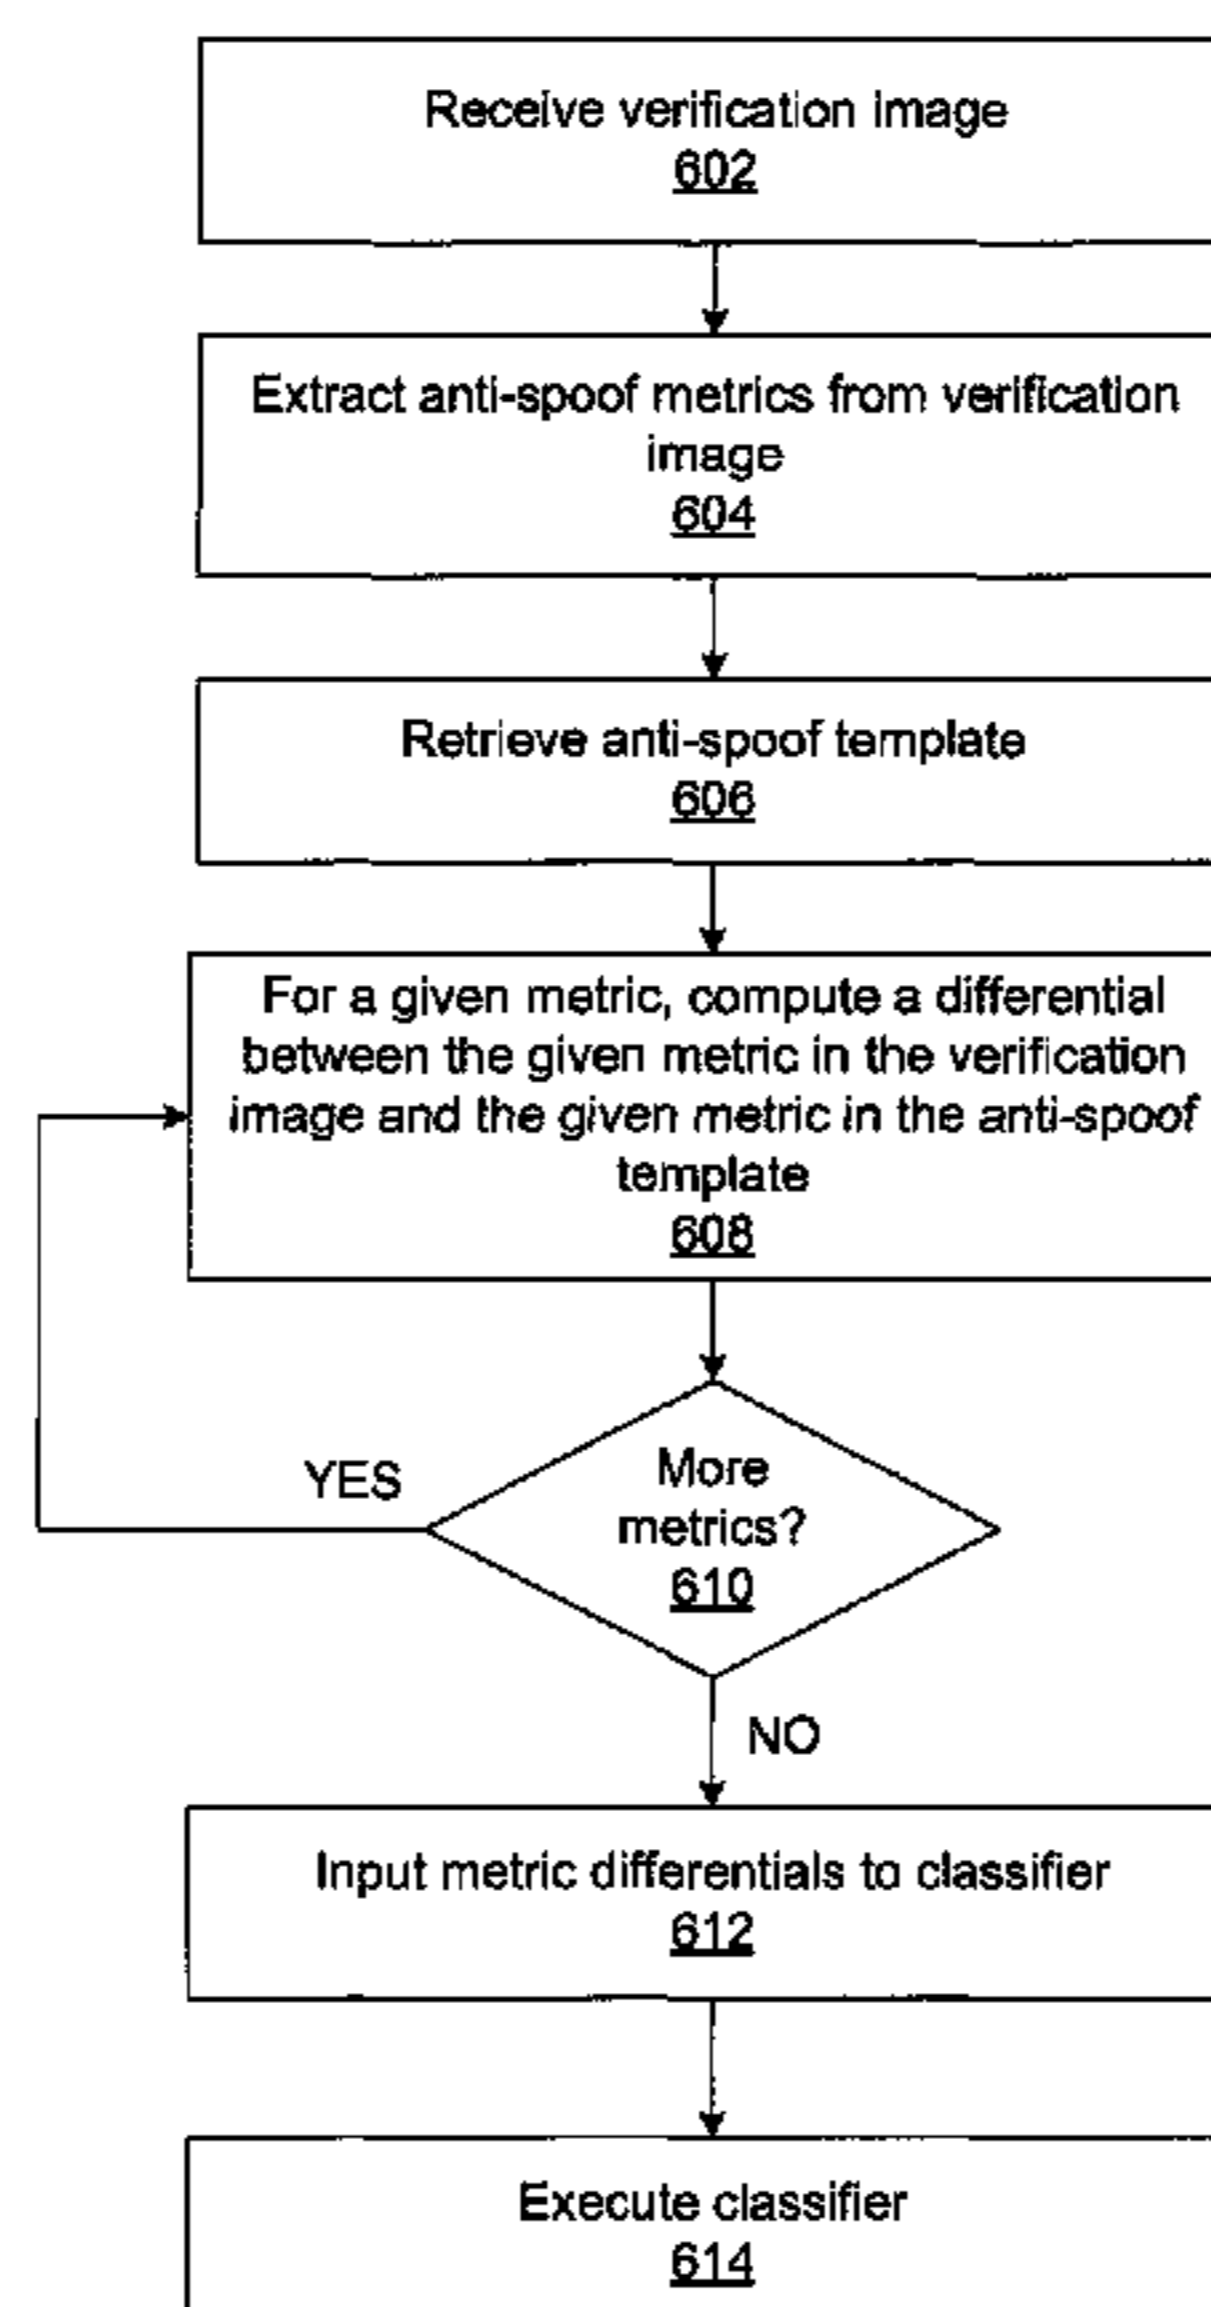 Receive verification image
602
Extract anti-spoof metrics from verification
image
604
Retrieve anti-spoof template
606
For a given metric, compute a differential
between the given metric in the verification
image and the given metric in the anti-spoof
template
608
More
metrics?
610
YES
NO
Input metric differentials to classifier
612
Execute classifier
614